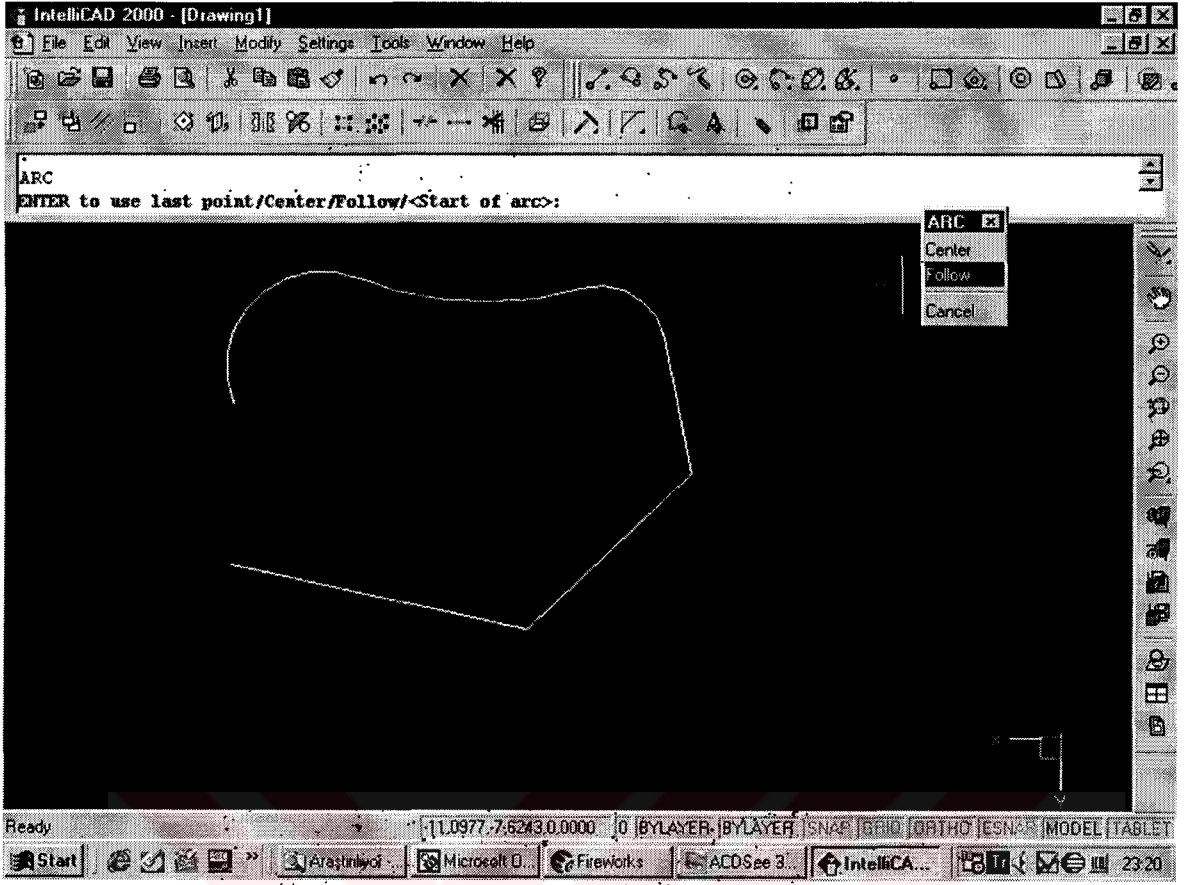 IntelliCAD 2000 - [Drawing1]
File Edit View Insert Modify Settings Tools Window Help
ARC
ENTER to use last point/Center/Follow/<Start of arc>:
ARC
Center
Follow
Cancel
X
Y
Ready
-11.0977,-7.6243,0.0000 0 BYLAYER BYLAYER SNAP GRID ORTHO ESNAP MODEL TABLET
Start » Araştırılıyor -... Microsoft O... Fireworks ACDSee 3... IntelliCA... Tr 23:20